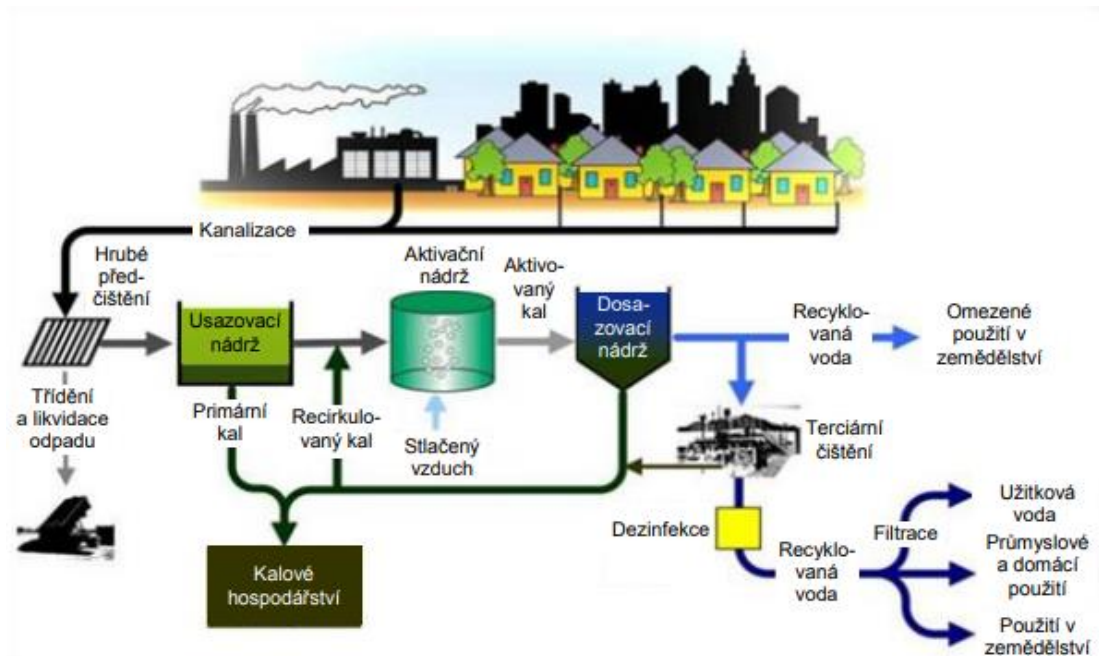 Kanalizace
Hrubé
před-
čištění
Aktivační
nádrž
Aktivo-
vaný
kal
Usazovací
nádrž
Dosa-
zovací
nádrž
Recyklo-
vaná
voda
Omezené
použití v
zemědělství
Třídění
a likvidace
odpadu
Primární
kal
Recirkulo-
vaný kal
Stlačený
vzduch
Terciární
čištění
Kalové
hospodářství
Dezinfekce
Recyklo-
vaná
voda
Filtrace
Užitková
voda
Průmyslové
a domácí
použití
Použití v
zemědělství